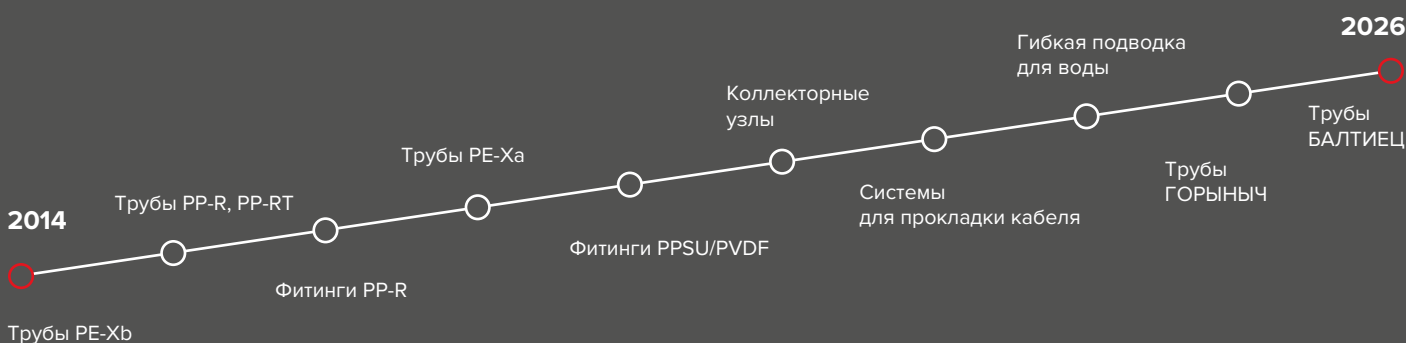 2014
Трубы PE-Xb
Трубы PP-R, PP-RT
Фитинги PP-R
Трубы PE-Xa
Фитинги PPSU/PVDF
Коллекторные
узлы
Системы
для прокладки кабеля
Гибкая подводка
для воды
Трубы
ГОРЫНЫЧ
2026
Трубы
БАЛТИЕЦ